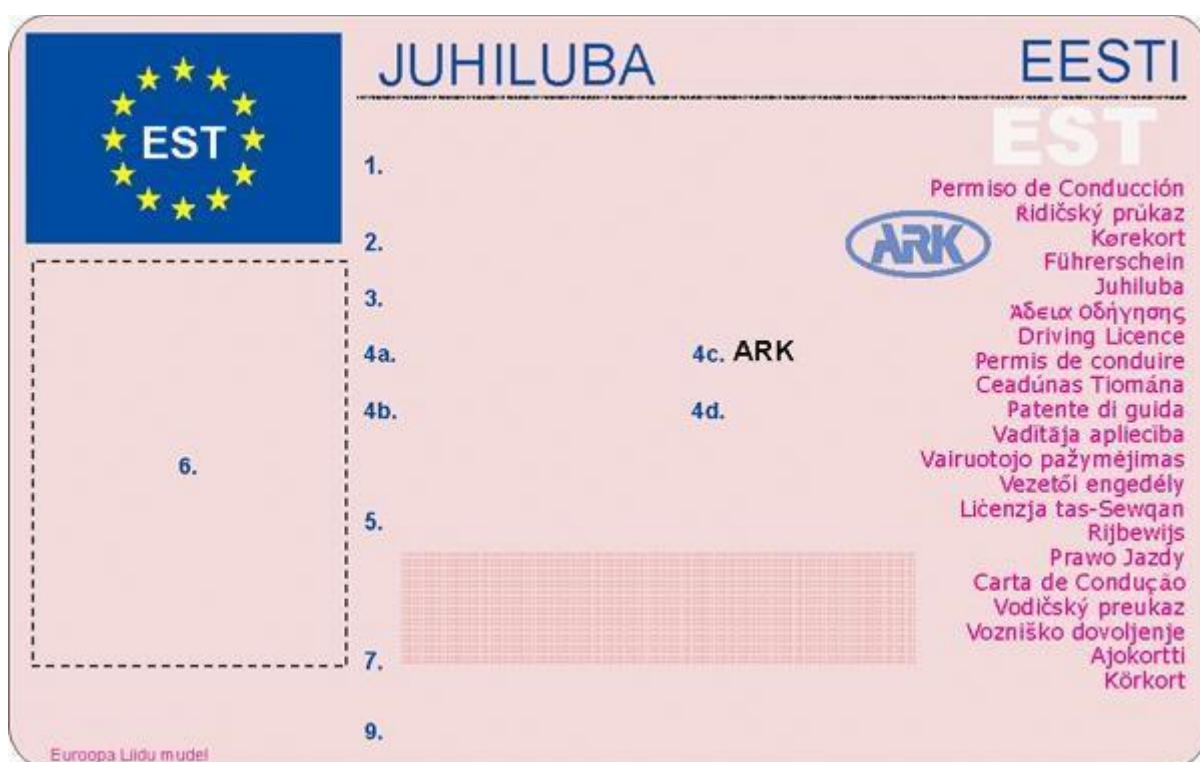 JUHILUBA
EESTI
EST
EST
1.
2.
3.
4a.
4b.
4c. ARK
4d.
5.
6.
7.
9.
ARK
Permiso de Conducción
Řidičský průkaz
Kørekort
Führerschein
Juhiluba
Άδεια Οδήγησης
Driving Licence
Permis de conduire
Ceadúnas Tiomána
Patente di guida
Vadītāja apliecība
Vairuotojo pažymėjimas
Vezetői engedély
Liċenzja tas-Sewqan
Rijbewijs
Prawo Jazdy
Carta de Condução
Vodičský preukaz
Vozniško dovoljenje
Ajokortti
Körkort
Euroopa Liidu mudel